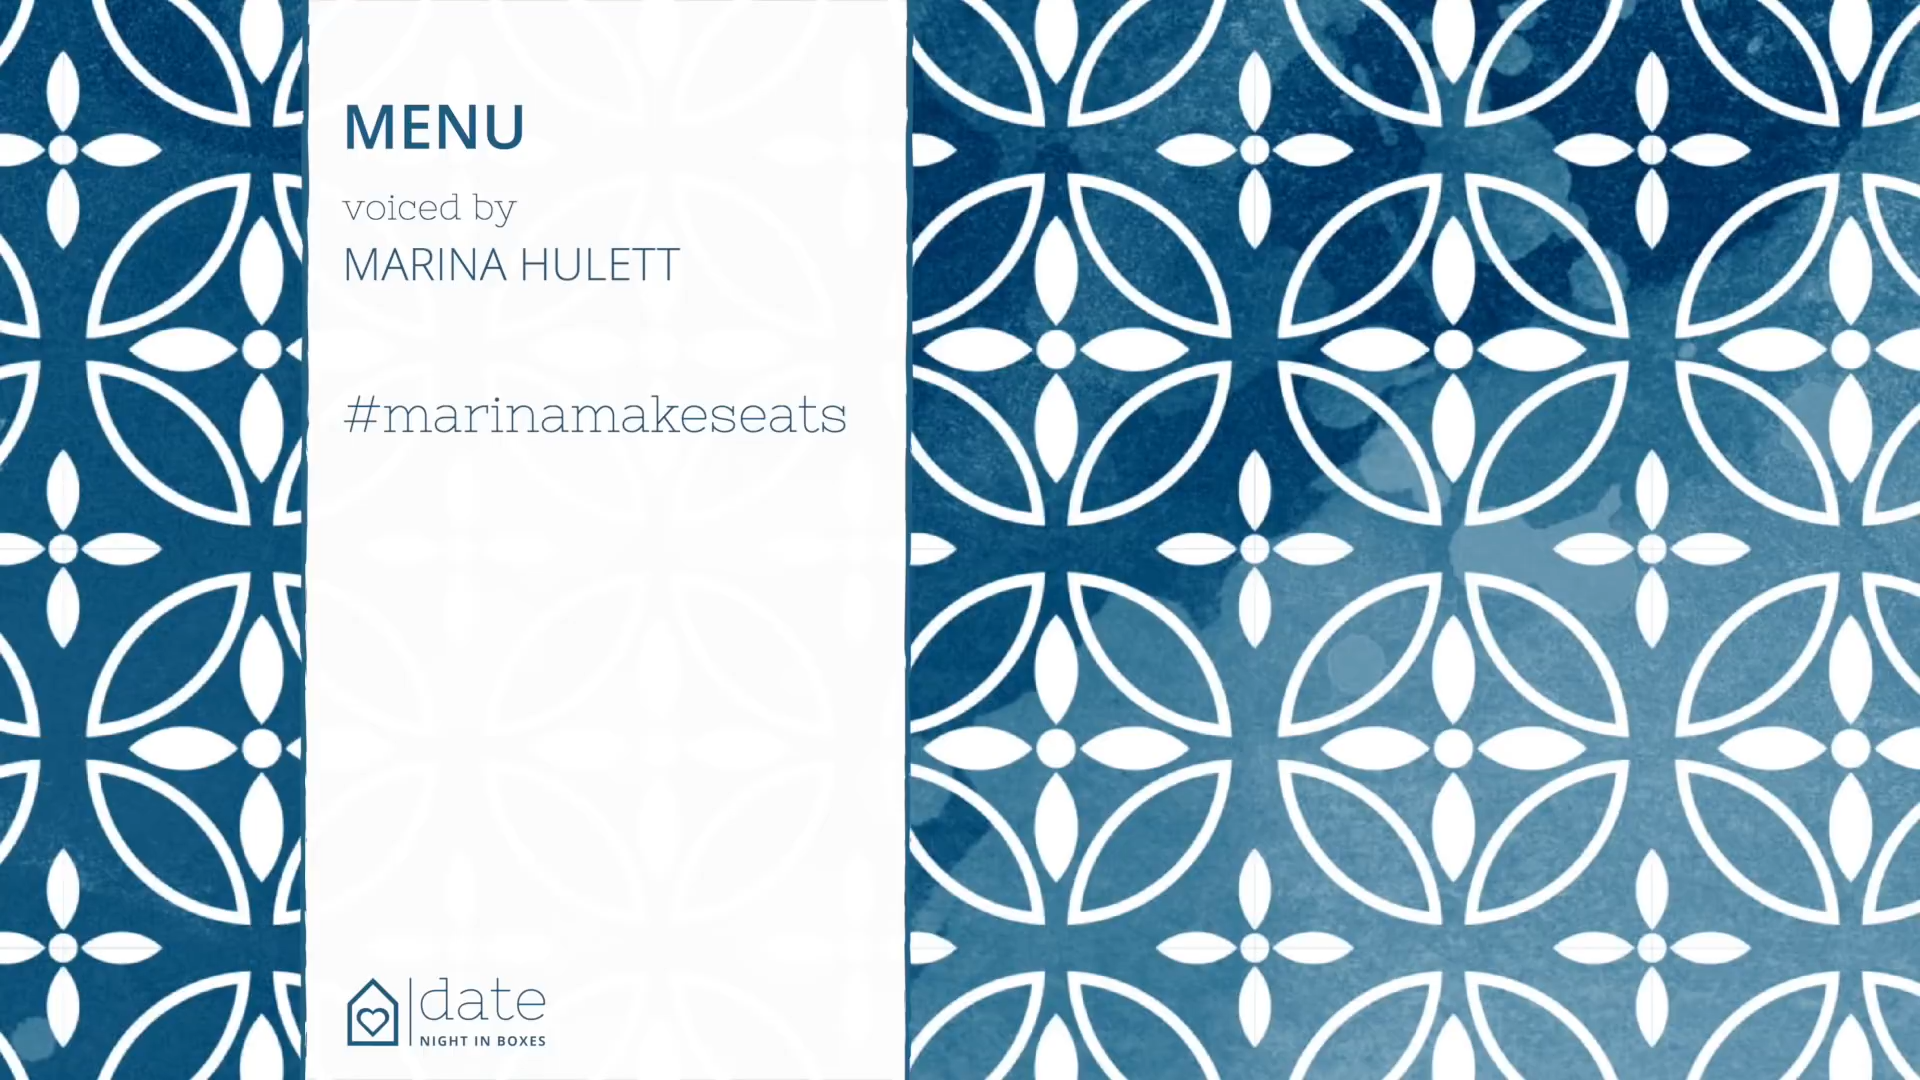 MENU
voiced by
MARINA HULETT
#marinamakeseats
date
NIGHT IN BOXES